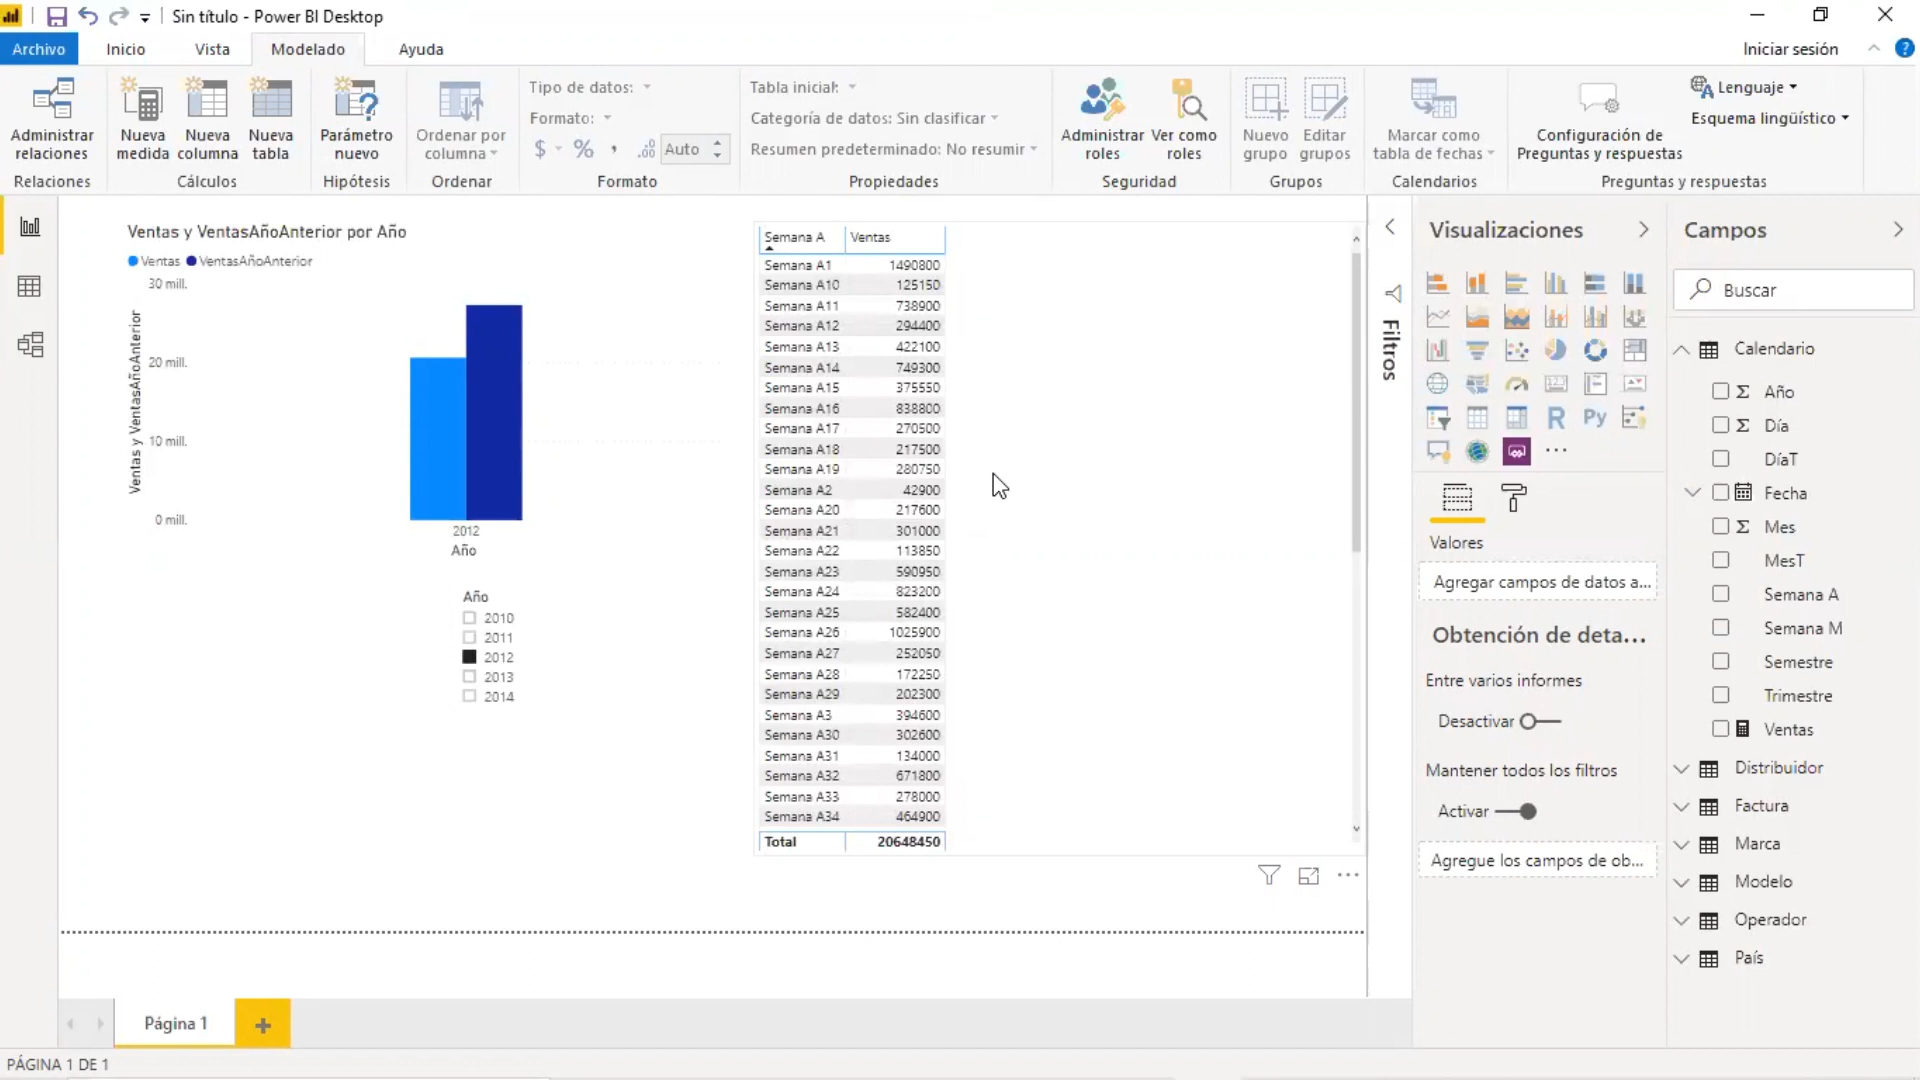 Sin título - Power BI Desktop
Archivo Inicio Vista Modelado Ayuda Iniciar sesión ?
Administrar relaciones
Nueva medida
Nueva columna
Nueva tabla
Parámetro nuevo
Ordenar por columna
Tipo de datos:
Formato:
$ % , Auto
Tabla inicial:
Categoría de datos: Sin clasificar
Resumen predeterminado: No resumir
Administrar roles
Ver como roles
Nuevo grupo
Editar grupos
Marcar como tabla de fechas
Configuración de Preguntas y respuestas
Lenguaje
Esquema lingüístico
Relaciones Cálculos Hipótesis Ordenar Formato Propiedades Seguridad Grupos Calendarios Preguntas y respuestas
Ventas y VentasAñoAnterior por Año
Ventas VentasAñoAnterior
Ventas y VentasAñoAnterior
30 mill.
20 mill.
10 mill.
0 mill.
2012
Año
Año
2010
2011
2012
2013
2014
Semana A Ventas
Semana A1 1490800
Semana A10 125150
Semana A11 738900
Semana A12 294400
Semana A13 422100
Semana A14 749300
Semana A15 375550
Semana A16 838800
Semana A17 270500
Semana A18 217500
Semana A19 280750
Semana A2 42900
Semana A20 217600
Semana A21 301000
Semana A22 113850
Semana A23 590950
Semana A24 823200
Semana A25 582400
Semana A26 1025900
Semana A27 252050
Semana A28 172250
Semana A29 202300
Semana A3 394600
Semana A30 302600
Semana A31 134000
Semana A32 671800
Semana A33 278000
Semana A34 464900
Total 20648450
Filtros
Visualizaciones
R Py
Valores
Agregar campos de datos a...
Obtención de deta...
Entre varios informes
Desactivar
Mantener todos los filtros
Activar
Agregue los campos de ob...
Campos
Buscar
Calendario
Σ Año
Σ Día
DíaT
Fecha
Σ Mes
MesT
Semana A
Semana M
Semestre
Trimestre
Ventas
Distribuidor
Factura
Marca
Modelo
Operador
País
Página 1
PÁGINA 1 DE 1